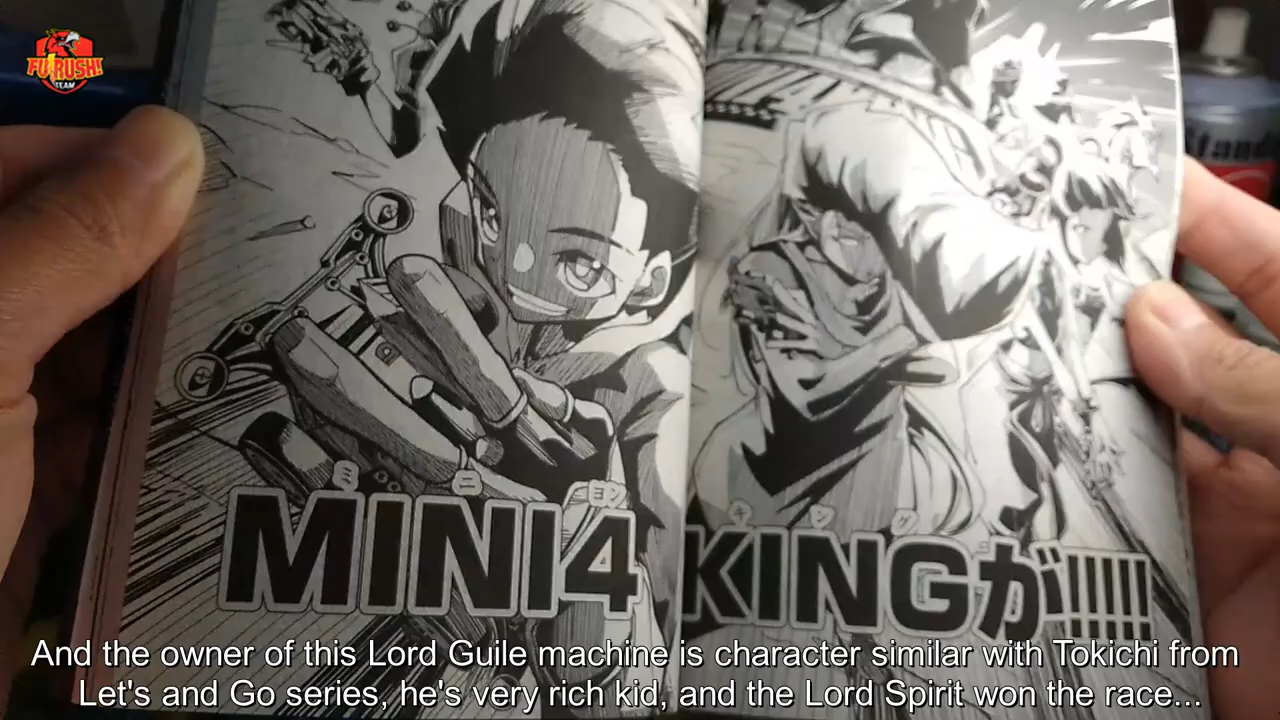 FURUSH!
TEAM
Stand
ミ ニ ヨン
MINI4
キ ン グ
KINGが!!!!!
And the owner of this Lord Guile machine is character similar with Tokichi from
Let's and Go series, he's very rich kid, and the Lord Spirit won the race...